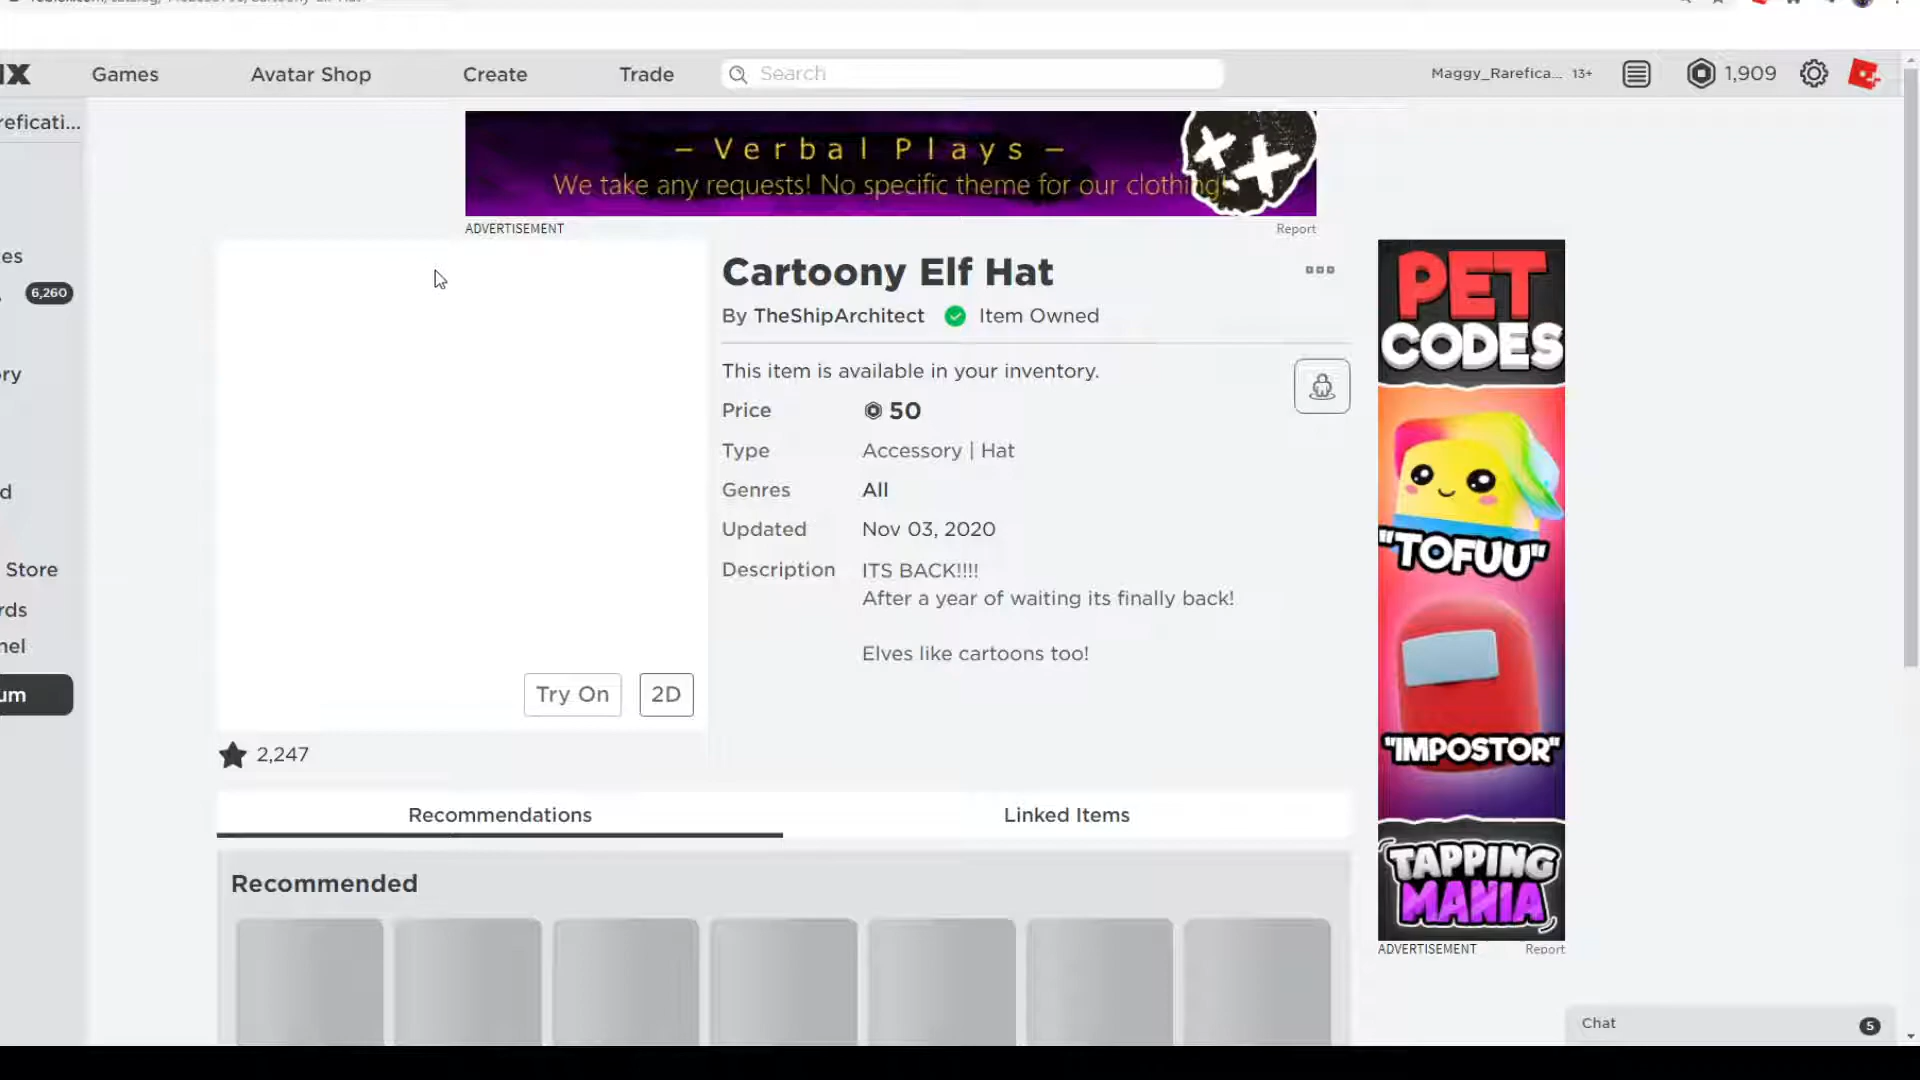 Games
Avatar Shop
Create
Trade
Search
Maggy_Rarefica... 13+
1,909
reficati...
– Verbal Plays –
We take any requests! No specific theme for our clothing!
ADVERTISEMENT
Report
es
6,260
ory
d
Store
rds
nel
um
Cartoony Elf Hat
By TheShipArchitect
Item Owned
This item is available in your inventory.
Price
50
Type
Accessory | Hat
Genres
All
Updated
Nov 03, 2020
Description
ITS BACK!!!!
After a year of waiting its finally back!
Elves like cartoons too!
Try On
2D
2,247
Recommendations
Linked Items
Recommended
PET
CODES
"TOFUU"
"IMPOSTOR"
TAPPING
MANIA
ADVERTISEMENT
Report
Chat
5